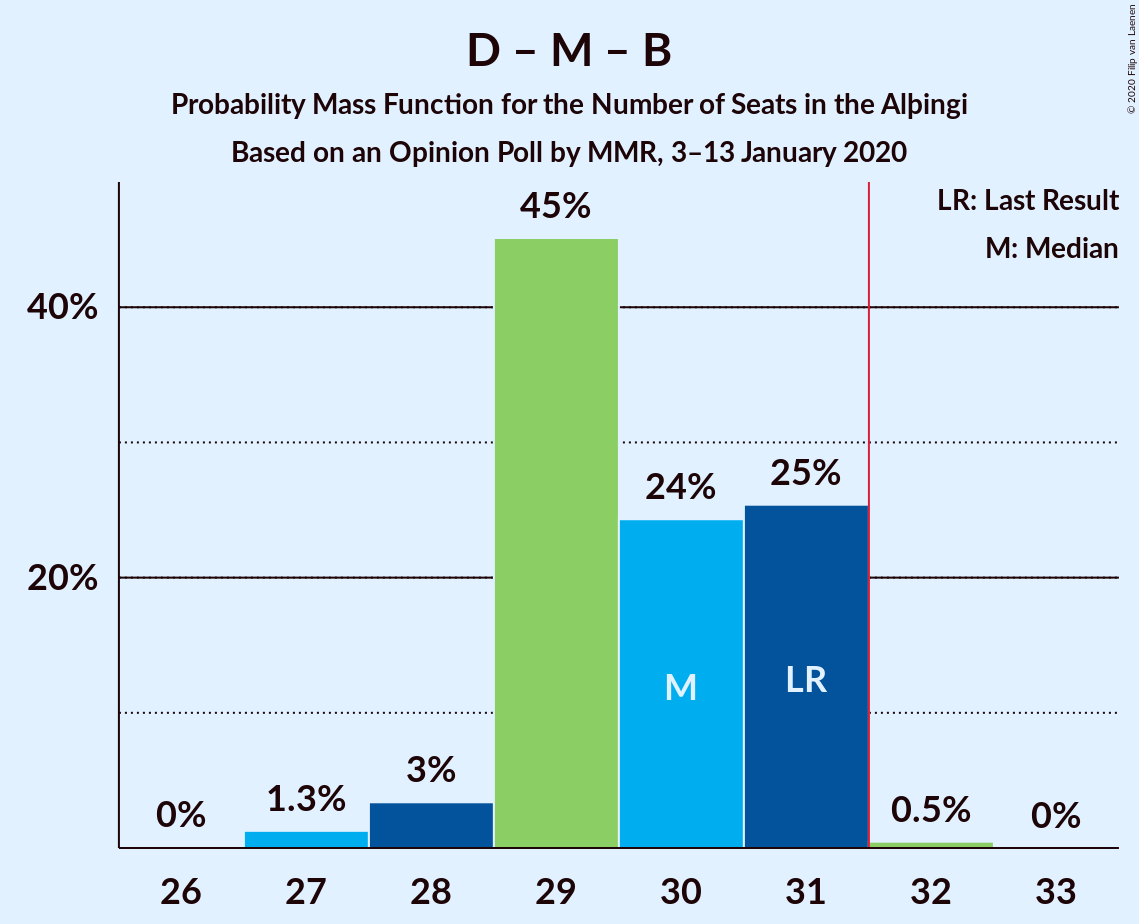 D – M – B
Probability Mass Function for the Number of Seats in the Alþingi
Based on an Opinion Poll by MMR, 3–13 January 2020
© 2020 Filip van Laenen
LR: Last Result
M: Median
45%
40%
25%
24%
20%
M
LR
3%
1.3%
0%
0.5%
0%
26 27 28 29 30 31 32 33